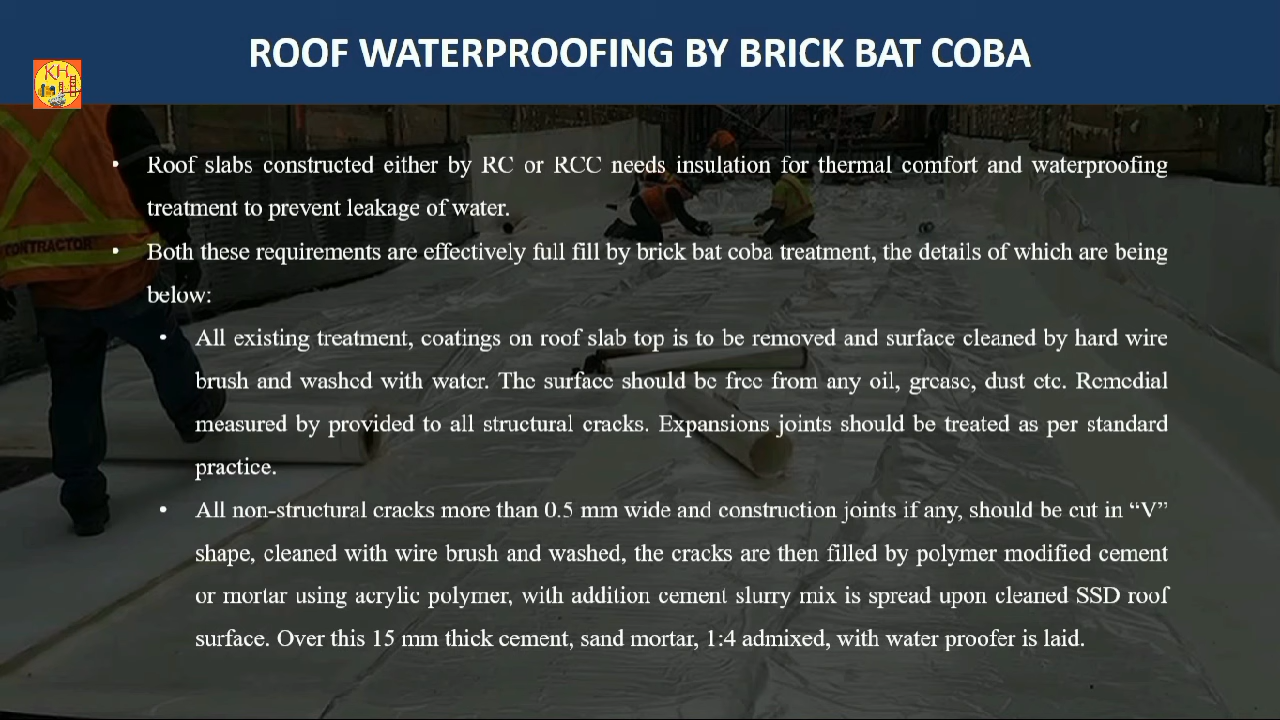 ROOF WATERPROOFING BY BRICK BAT COBA
KH
• Roof slabs constructed either by RC or RCC needs insulation for thermal comfort and waterproofing
treatment to prevent leakage of water.
• Both these requirements are effectively full fill by brick bat coba treatment, the details of which are being
below:
• All existing treatment, coatings on roof slab top is to be removed and surface cleaned by hard wire
brush and washed with water. The surface should be free from any oil, grease, dust etc. Remedial
measured by provided to all structural cracks. Expansions joints should be treated as per standard
practice.
• All non-structural cracks more than 0.5 mm wide and construction joints if any, should be cut in “V”
shape, cleaned with wire brush and washed, the cracks are then filled by polymer modified cement
or mortar using acrylic polymer, with addition cement slurry mix is spread upon cleaned SSD roof
surface. Over this 15 mm thick cement, sand mortar, 1:4 admixed, with water proofer is laid.
CONTRACTOR